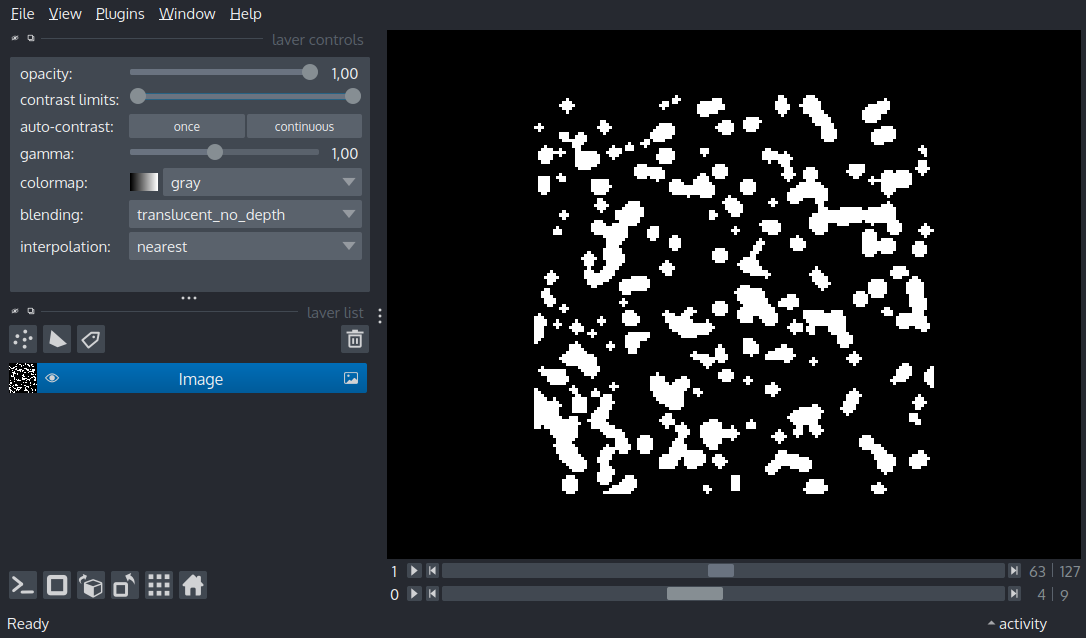 File View Plugins Window Help
layer controls
opacity: 1,00
contrast limits:
auto-contrast: once continuous
gamma: 1,00
colormap: gray
blending: translucent_no_depth
interpolation: nearest
layer list
Image
1 63 | 127
0 4 | 9
Ready activity